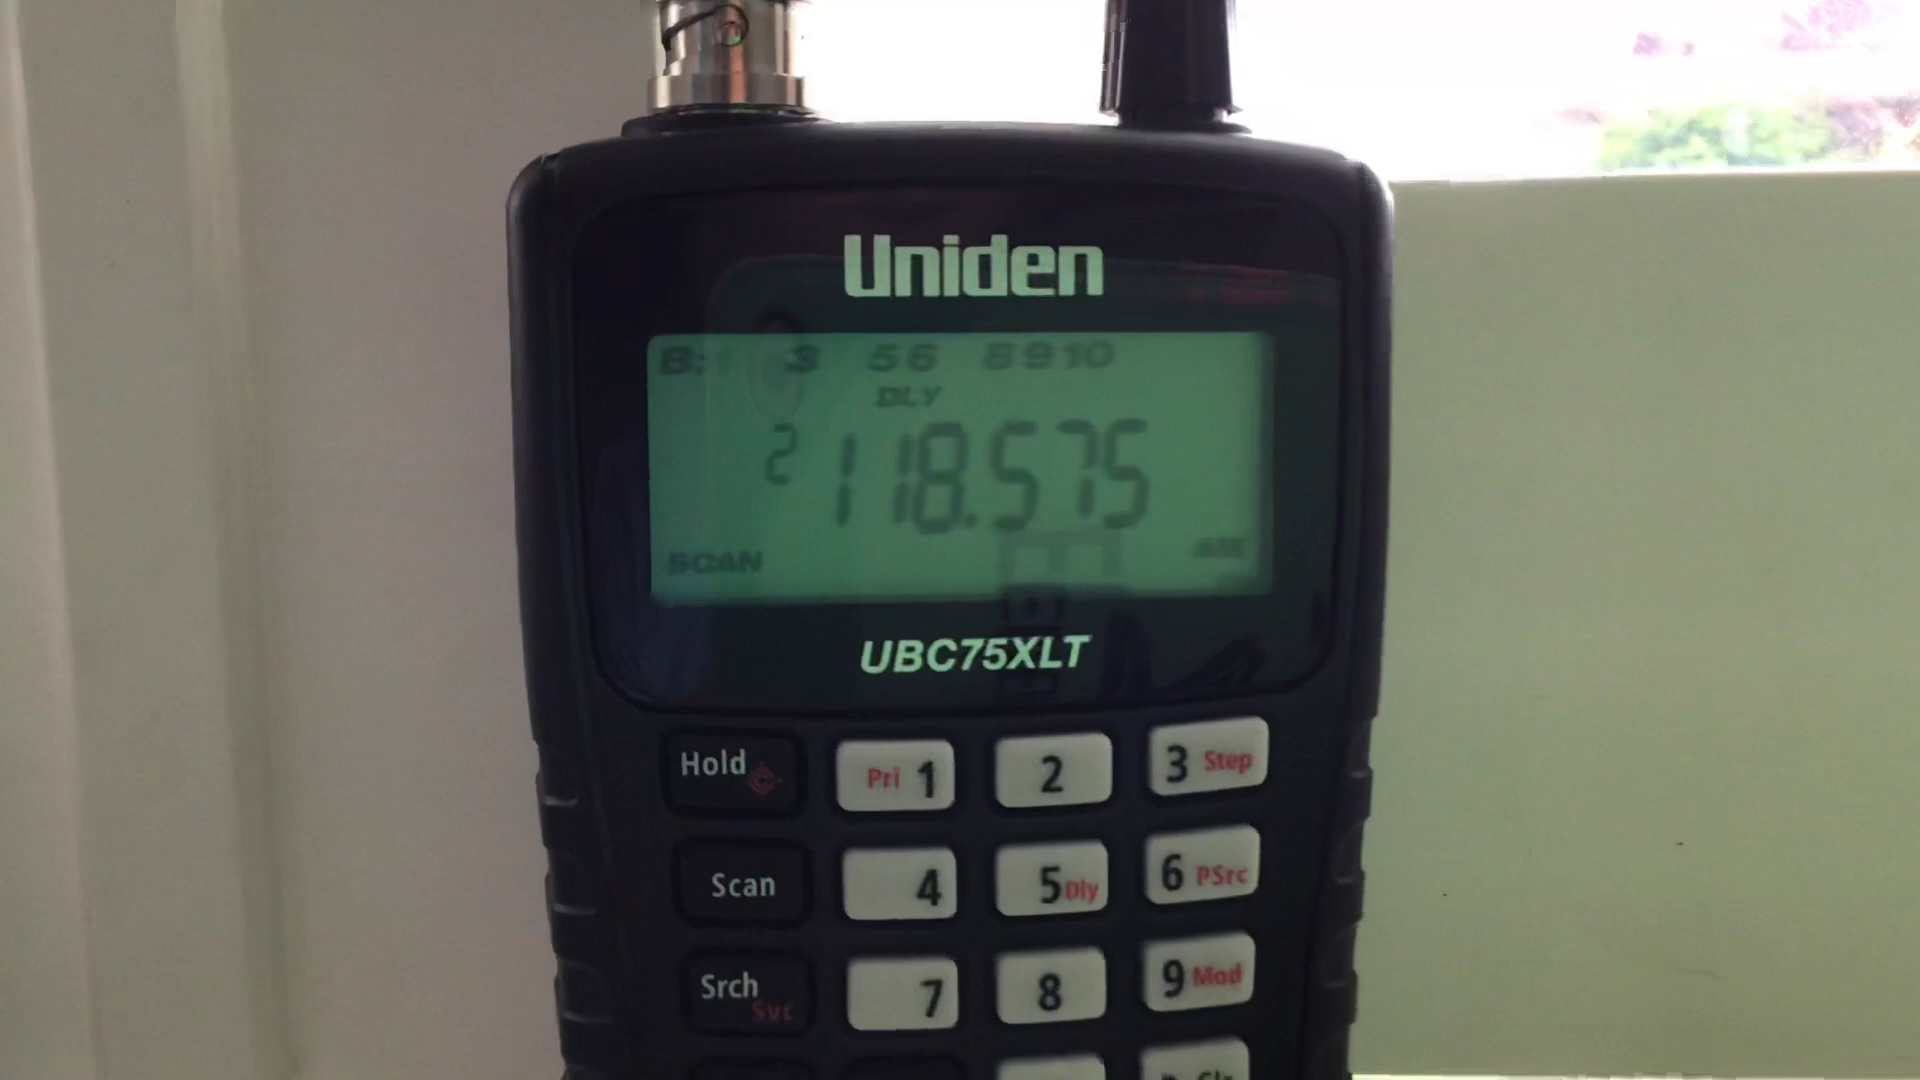 Uniden
B:1 3 56 8910
DLY
2 118.575
SCAN
UBC75XLT
Hold Pri 1 2 3 Step
Scan 4 5 Dly 6 PSrc
Srch Svc 7 8 9 Mod